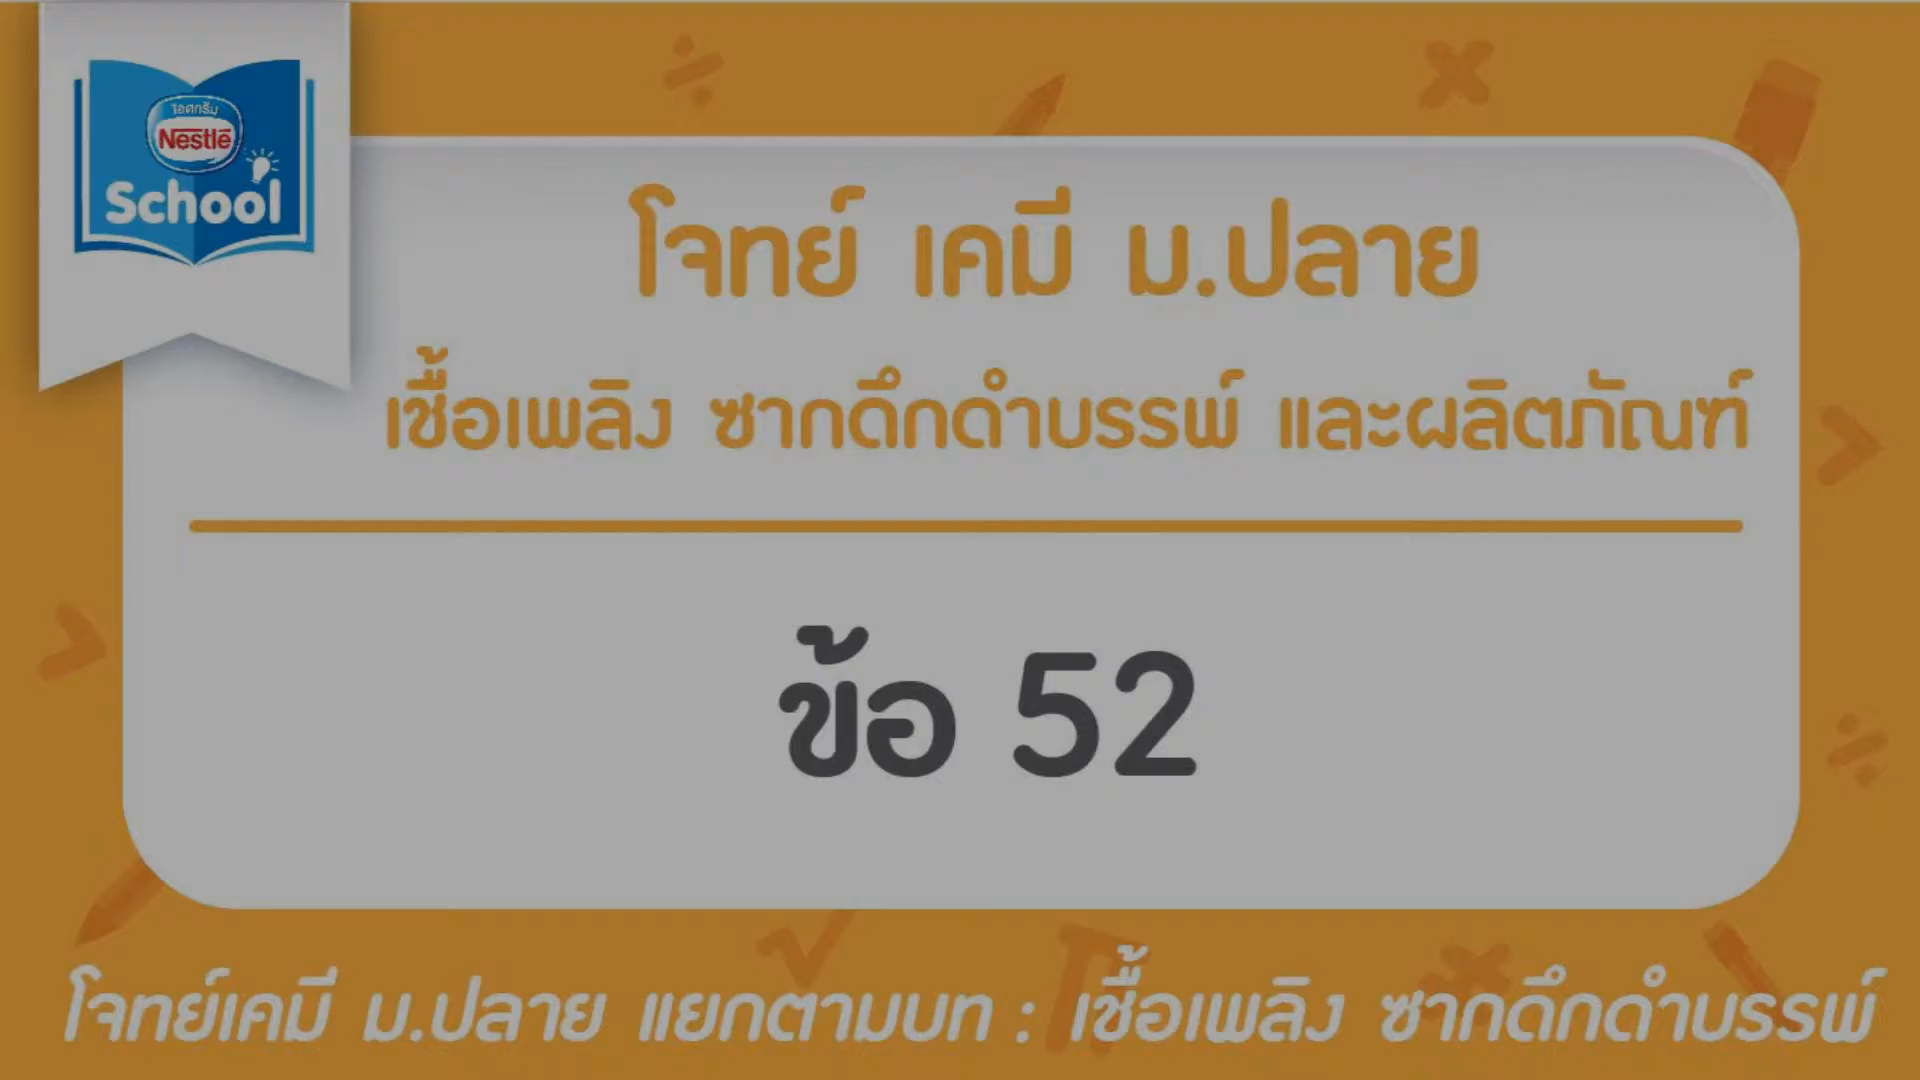 ไอศกรีม
Nestlé
School
โจทย์ เคมี ม.ปลาย
เชื้อเพลิง ซากดึกดำบรรพ์ และผลิตภัณฑ์
ข้อ 52
โจทย์เคมี ม.ปลาย แยกตามบท : เชื้อเพลิง ซากดึกดำบรรพ์